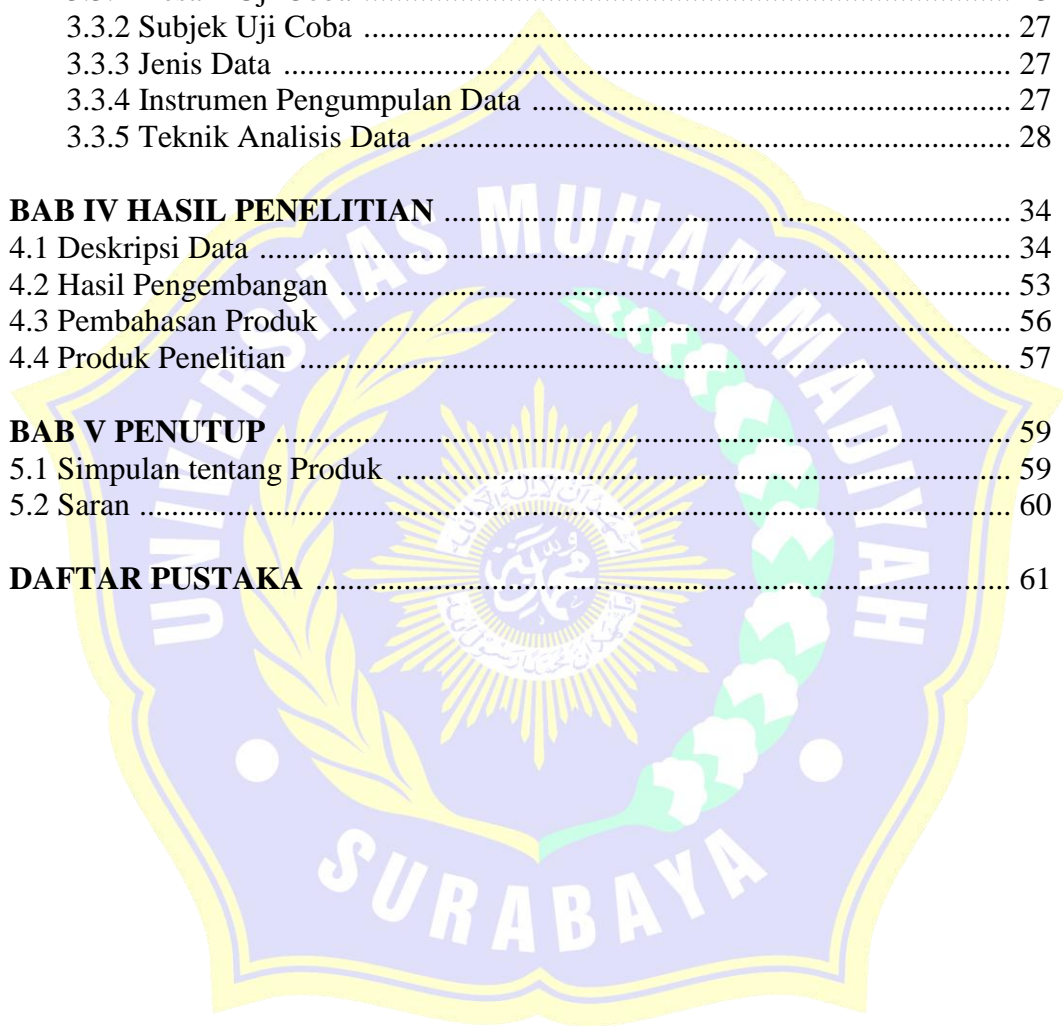 3.3.2 Subjek Uji Coba ........................................................................ 27
3.3.3 Jenis Data ................................................................................. 27
3.3.4 Instrumen Pengumpulan Data ..................................................... 27
3.3.5 Teknik Analisis Data .................................................................. 28
BAB IV HASIL PENELITIAN ............................................................... 34
4.1 Deskripsi Data ................................................................................... 34
4.2 Hasil Pengembangan .......................................................................... 53
4.3 Pembahasan Produk ........................................................................... 56
4.4 Produk Penelitian .............................................................................. 57
BAB V PENUTUP .................................................................................. 59
5.1 Simpulan tentang Produk .................................................................... 59
5.2 Saran ................................................................................................. 60
DAFTAR PUSTAKA ............................................................................. 61
UNIVERSITAS MUHAMMADIYAH
SURABAYA